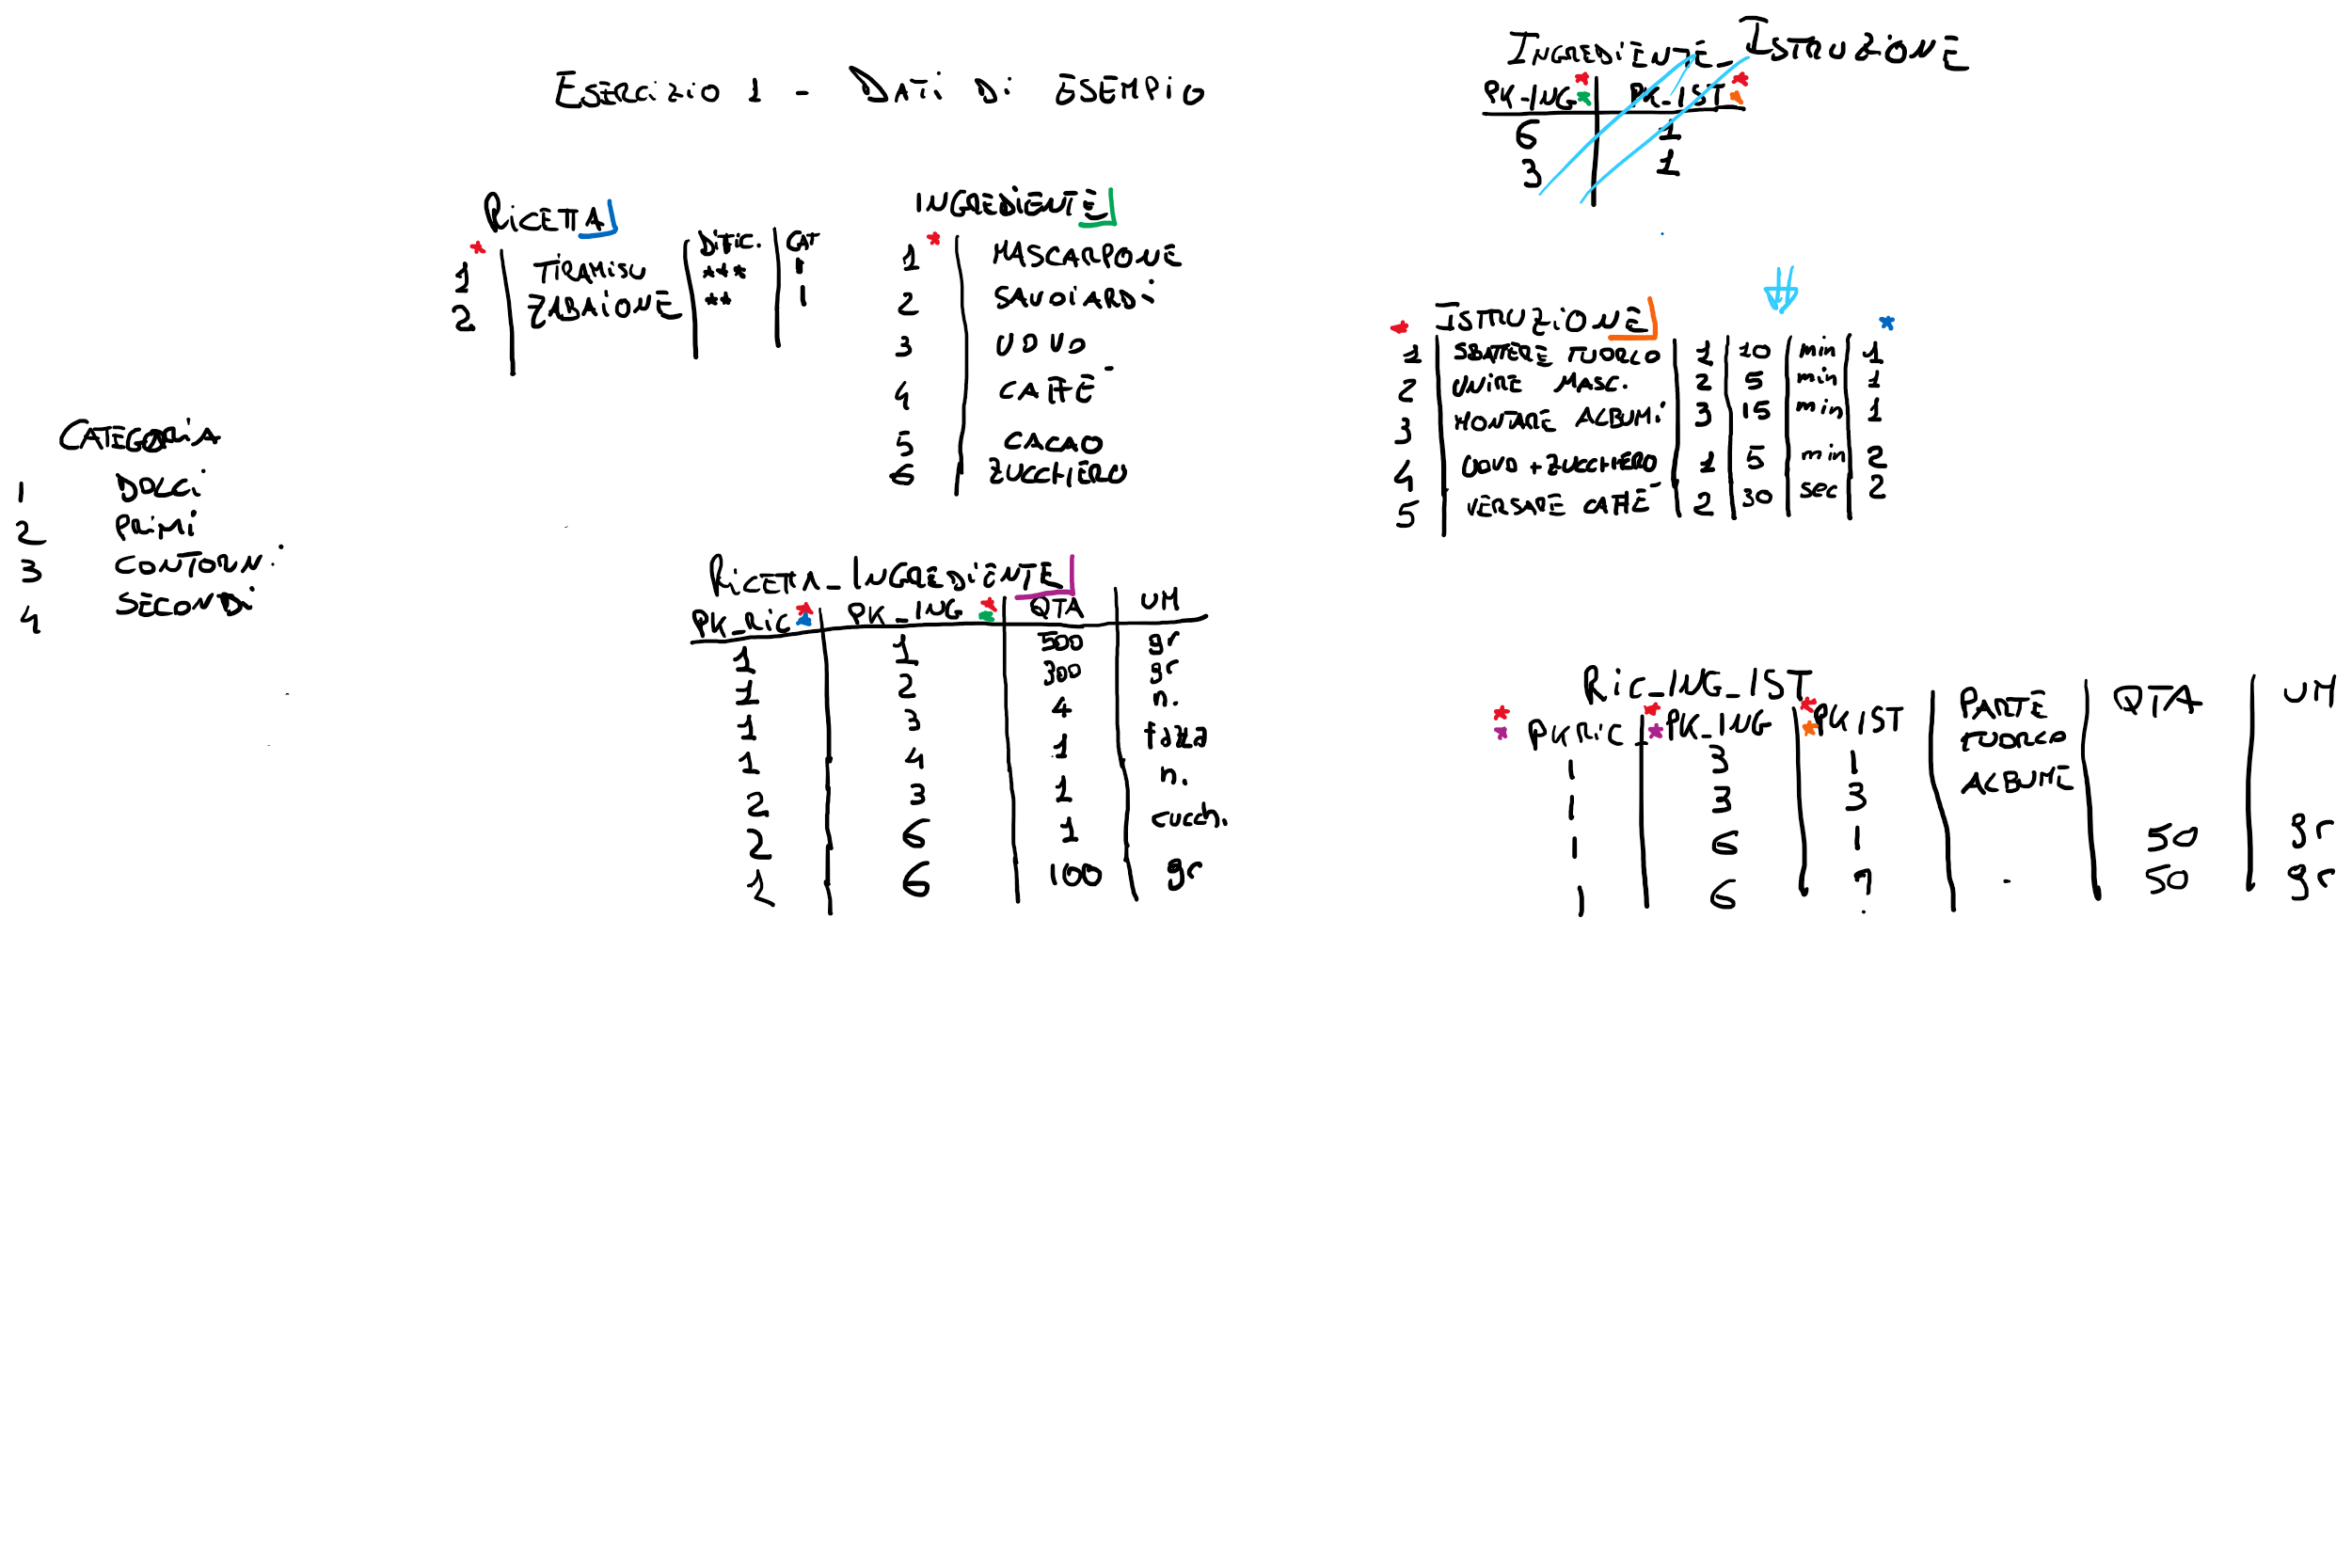 Esercizio 1 - Dati di esempio
Ingrediente_Istruzione
PK_ING* PK_IST*
6 1
3 1
Ricetta
* Diffic. Cat
1 Tiramisu *** 1
2 Zabaione ** 1
Ingrediente
*
1 Mascarpone
2 Savoiardi
3 Uovo
4 Caffè
5 Cacao
6 Zucchero
Istruzione
* *
1 Sbattere tuorlo 1 10 min 1
2 Unire masc. 2 5 min 1
3 Montare albumi 3 15 min 1
4 Uovo + zucchero 1 5 min 2
5 Versare caffè 2 30 sec 2
Categoria
1 Dolci
2 Primi
3 Contorni
4 Secondi
Ricetta_Ingrediente
PK_Ric* PK_ING* QTA UM
1 1 500 gr
1 2 300 gr
1 3 4 n.
1 4 1 tazza
2 3 1 n.
2 6 1 cucch.
6 100 gr
Ric_ING_IST
* PK Ric_ * PK_ING * PK IST Parte QTA UM
1 3 1 tuorlo
1 3 3 Albume
1 6 1 50 gr
1 6 ? - 50 gr